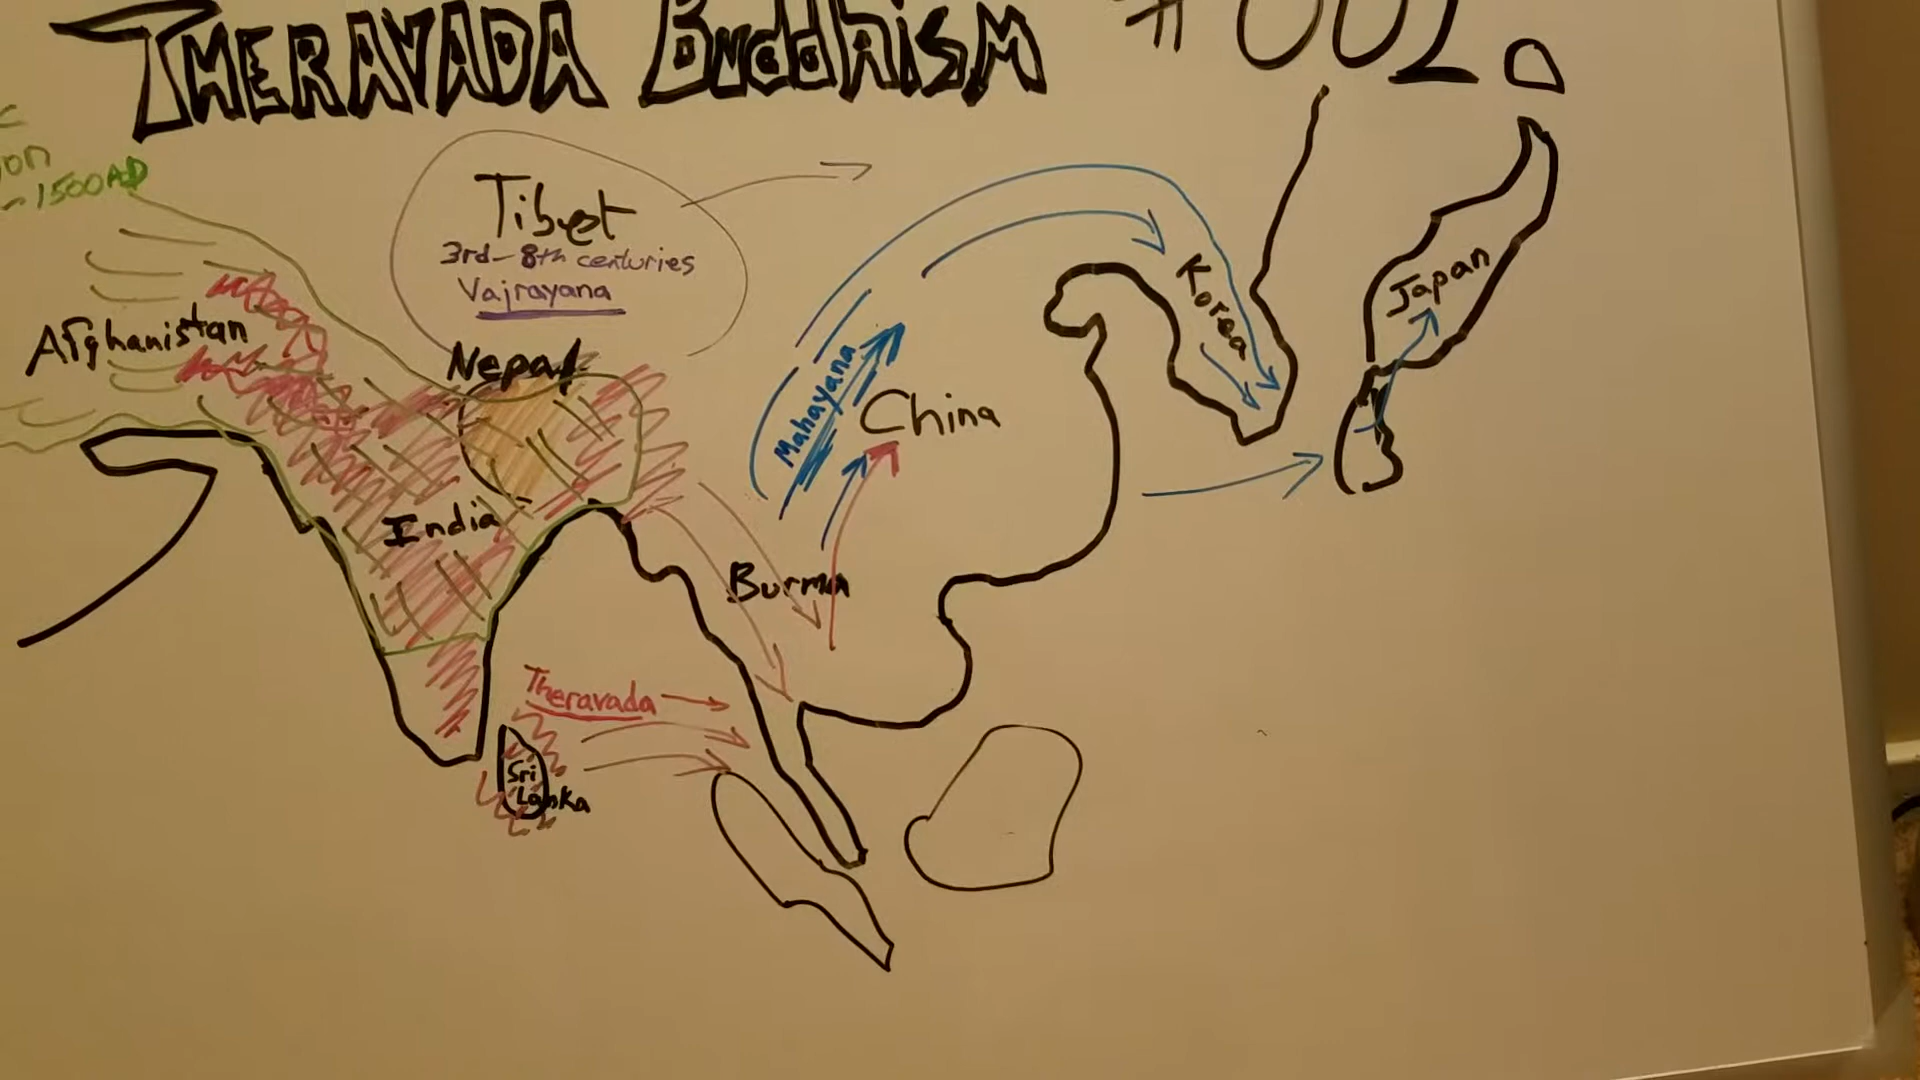 THERAVADA BuddhisM #002
ion
- 1500AD
Tibet
3rd-8th centuries
Vajrayana
Afghanistan
Nepal
India
Mahayana
China
Korea
Japan
Burma
Theravada
Sri
Lanka